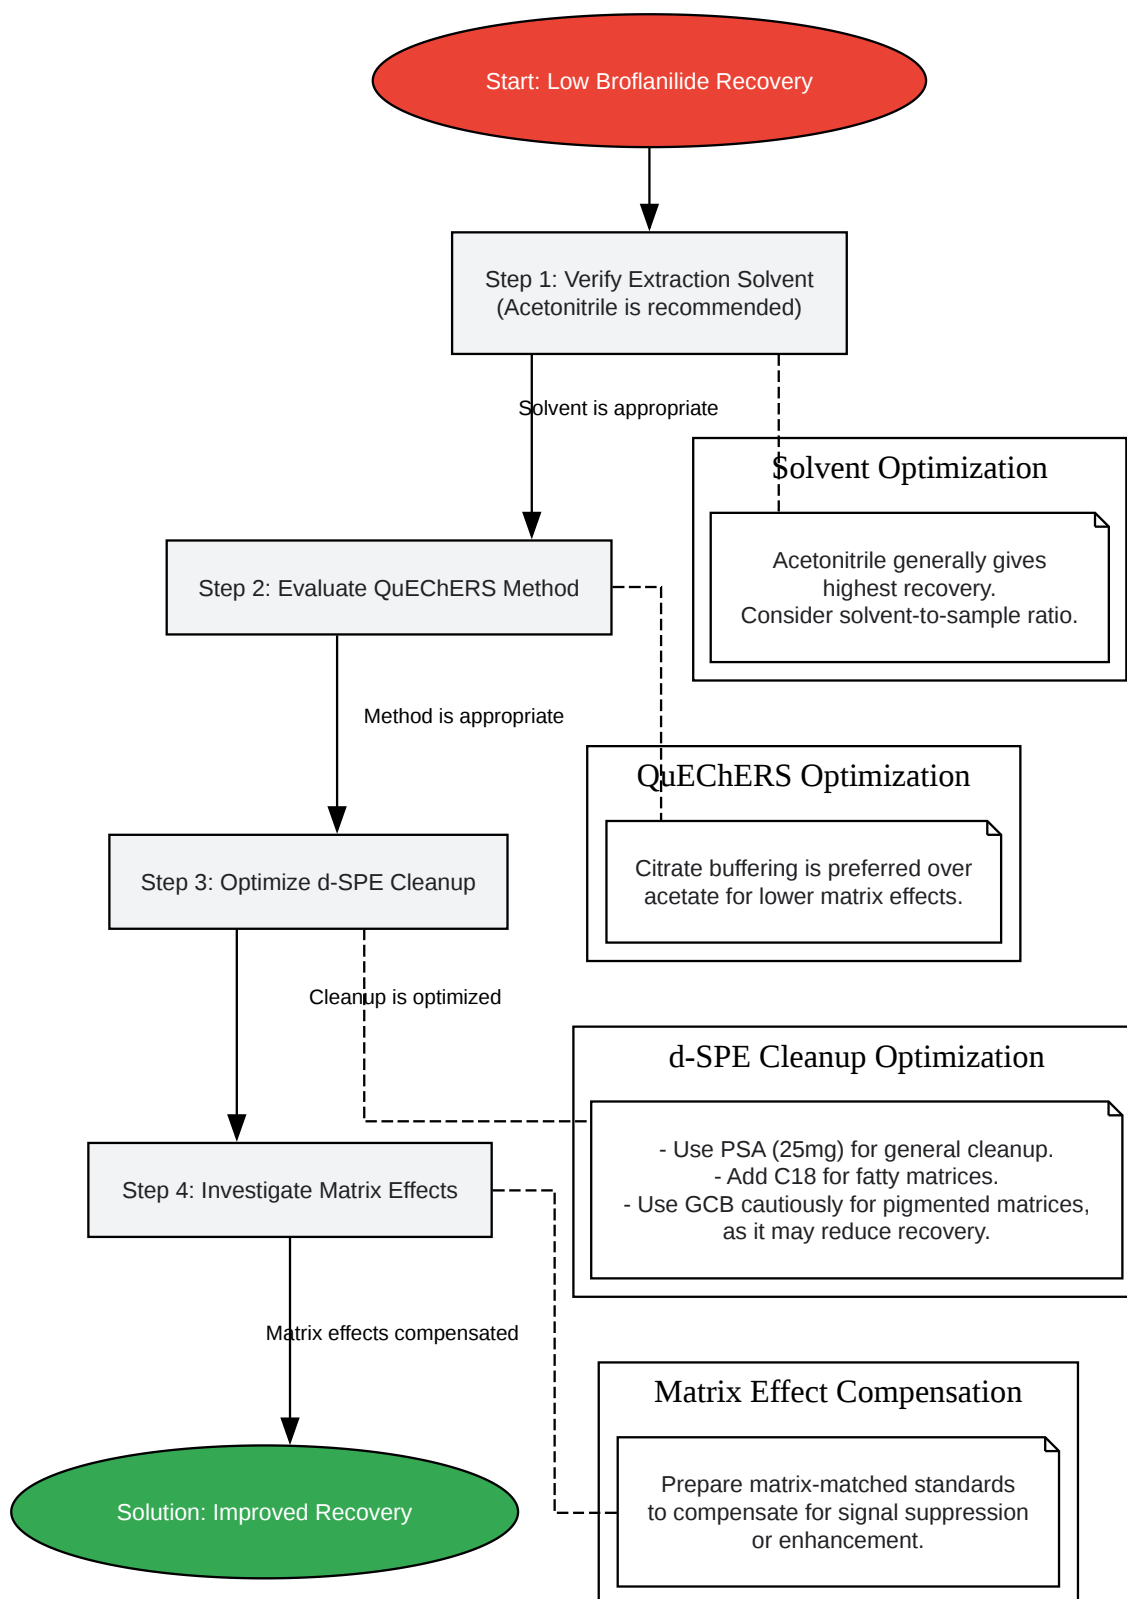 Start: Low Broflanilide Recovery
Step 1: Verify Extraction Solvent
(Acetonitrile is recommended)
Solvent is appropriate
Solvent Optimization
Acetonitrile generally gives
highest recovery.
Consider solvent-to-sample ratio.
Step 2: Evaluate QuEChERS Method
Method is appropriate
QuEChERS Optimization
Citrate buffering is preferred over
acetate for lower matrix effects.
Step 3: Optimize d-SPE Cleanup
Cleanup is optimized
d-SPE Cleanup Optimization
- Use PSA (25mg) for general cleanup.
- Add C18 for fatty matrices.
- Use GCB cautiously for pigmented matrices,
as it may reduce recovery.
Step 4: Investigate Matrix Effects
Matrix effects compensated
Matrix Effect Compensation
Prepare matrix-matched standards
to compensate for signal suppression
or enhancement.
Solution: Improved Recovery